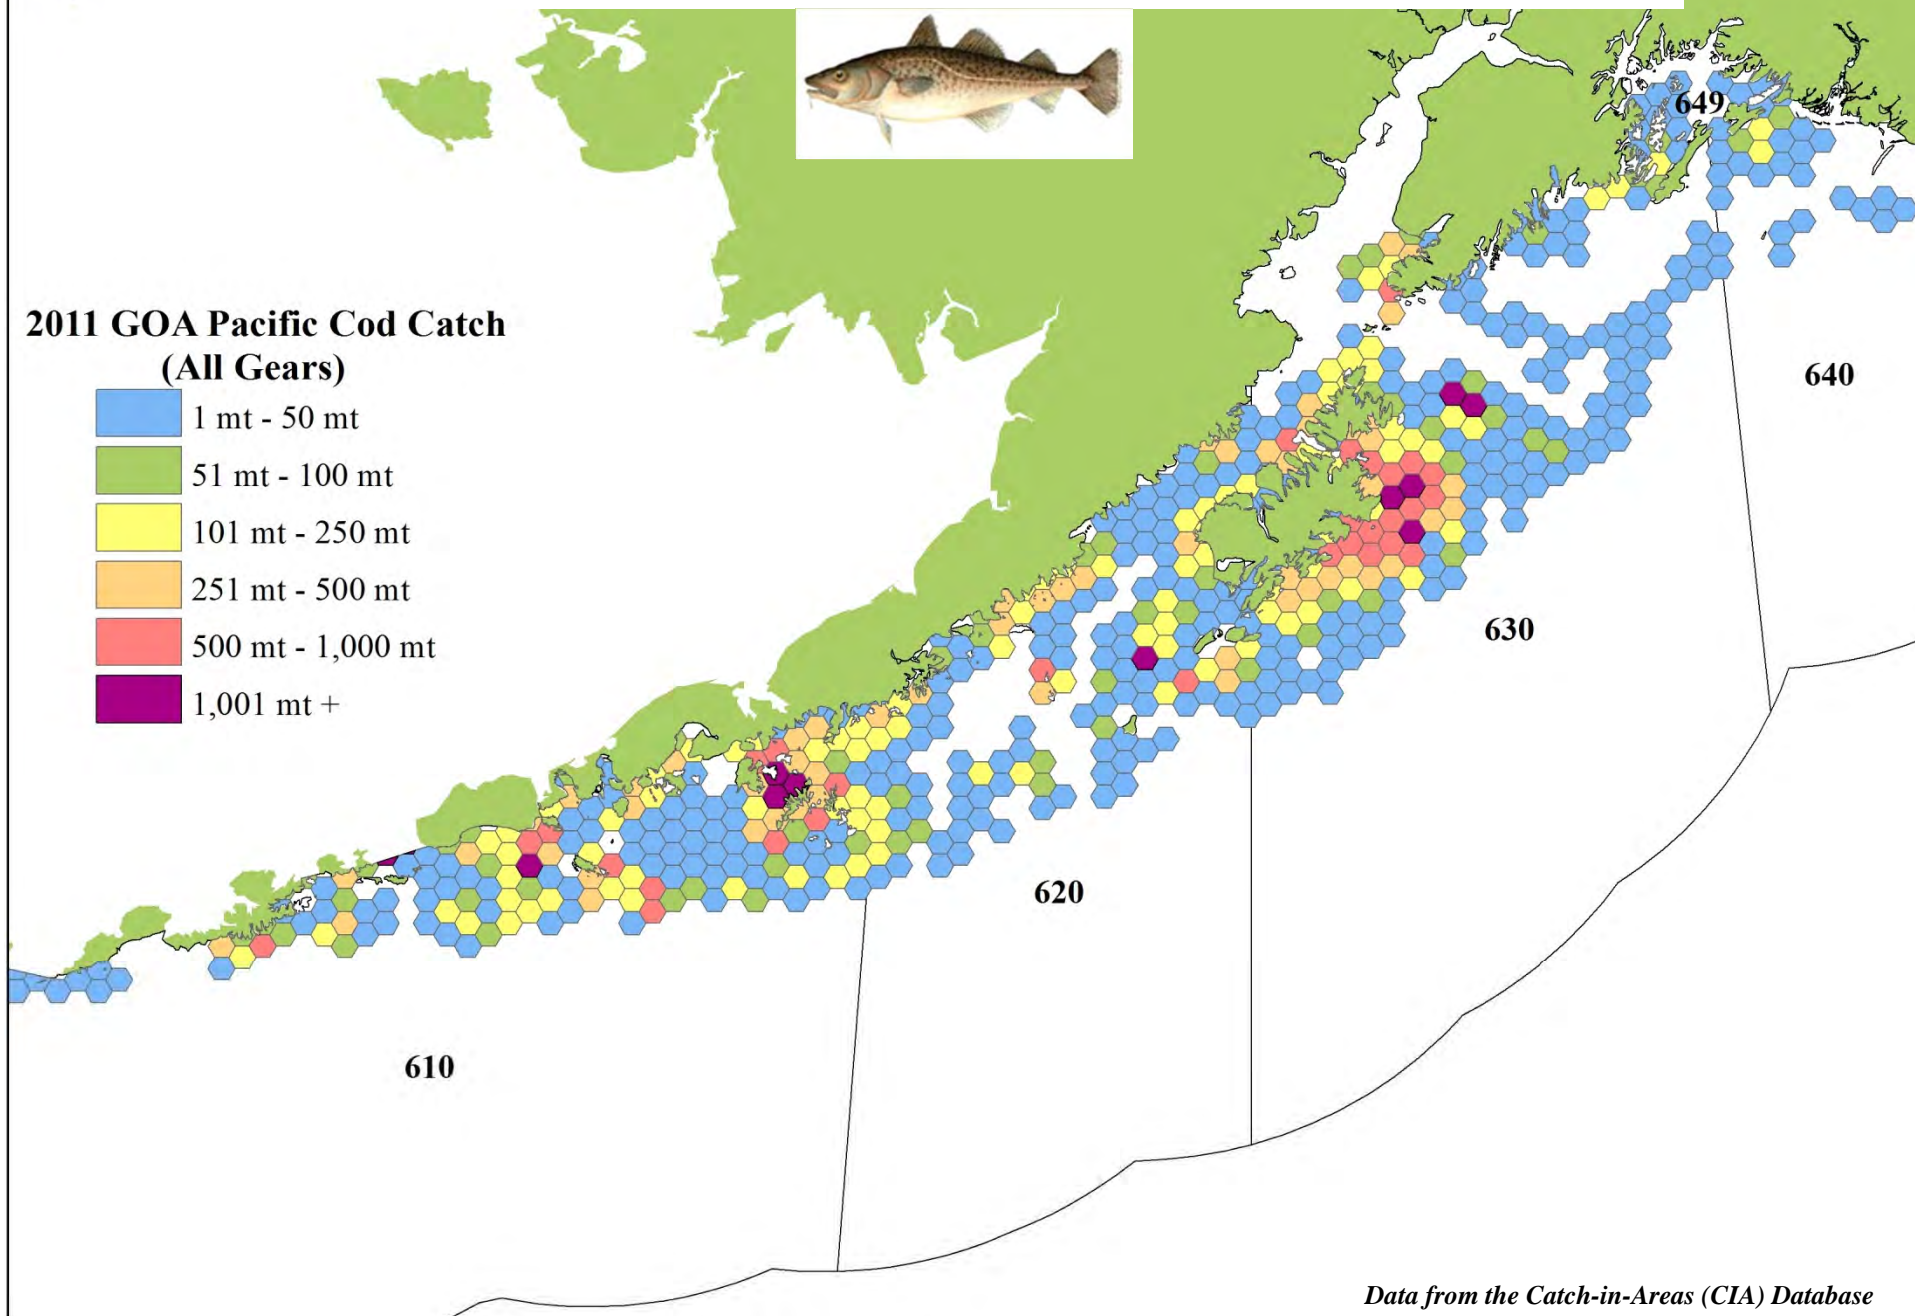 649
2011 GOA Pacific Cod Catch
(All Gears)
1 mt - 50 mt
51 mt - 100 mt
101 mt - 250 mt
251 mt - 500 mt
500 mt - 1,000 mt
1,001 mt +
640
630
620
610
Data from the Catch-in-Areas (CIA) Database